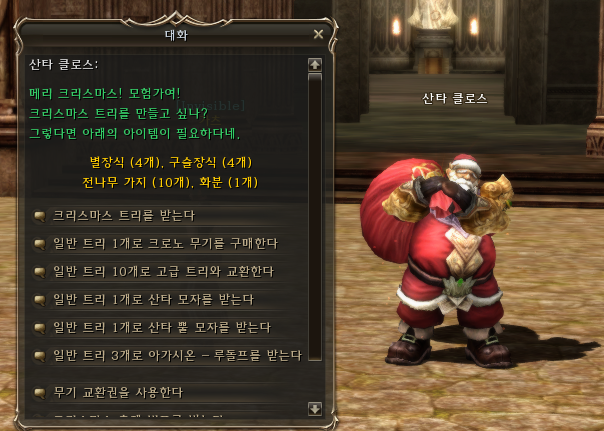 대화
산타 클로스:
메리 크리스마스! 모험가여!
크리스마스 트리를 만들고 싶나?
그렇다면 아래의 아이템이 필요하다네.
별장식 (4개), 구슬장식 (4개)
전나무 가지 (10개), 화분 (1개)
크리스마스 트리를 받는다
일반 트리 1개로 크로노 무기를 구매한다
일반 트리 10개로 고급 트리와 교환한다
일반 트리 1개로 산타 모자를 받는다
일반 트리 1개로 산타 뿔 모자를 받는다
일반 트리 3개로 아가시온 - 루돌프를 받는다
무기 교환권을 사용한다
산타 클로스